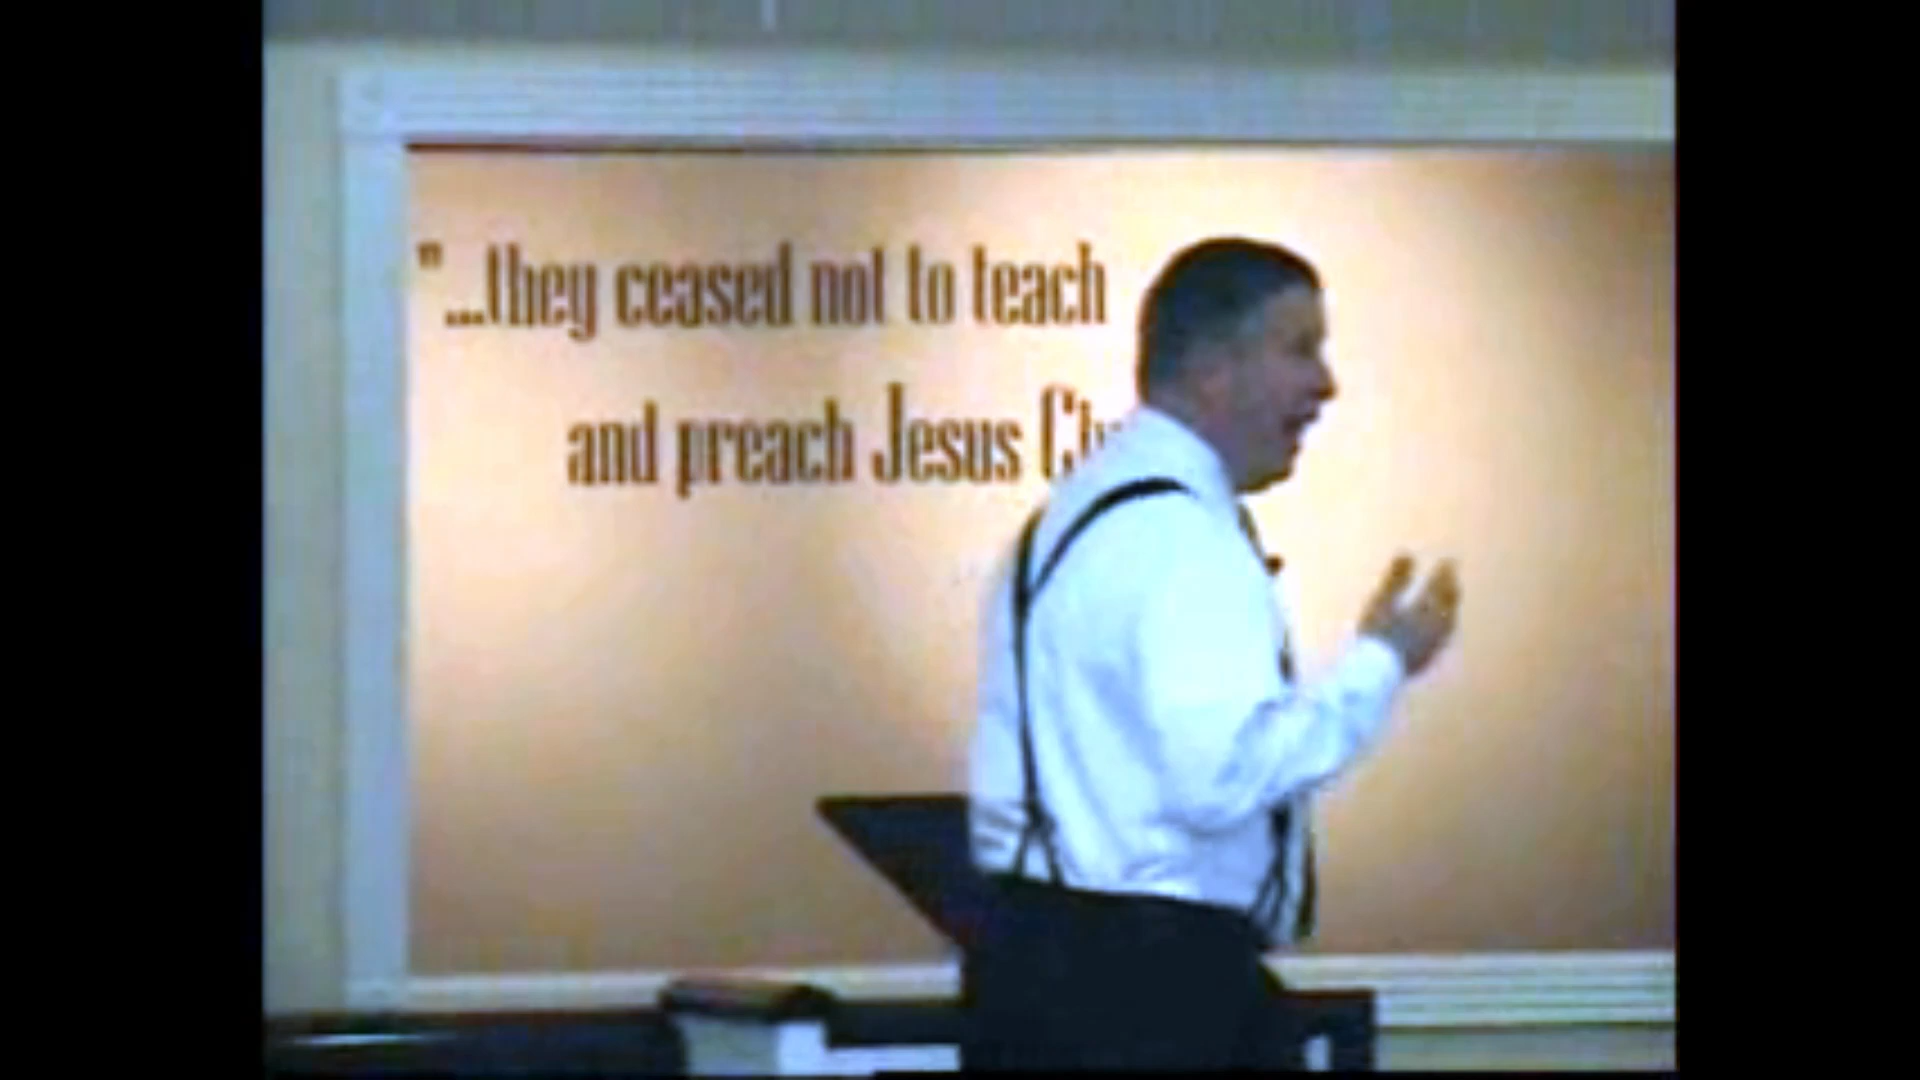 "...they ceased not to teach
and preach Jesus